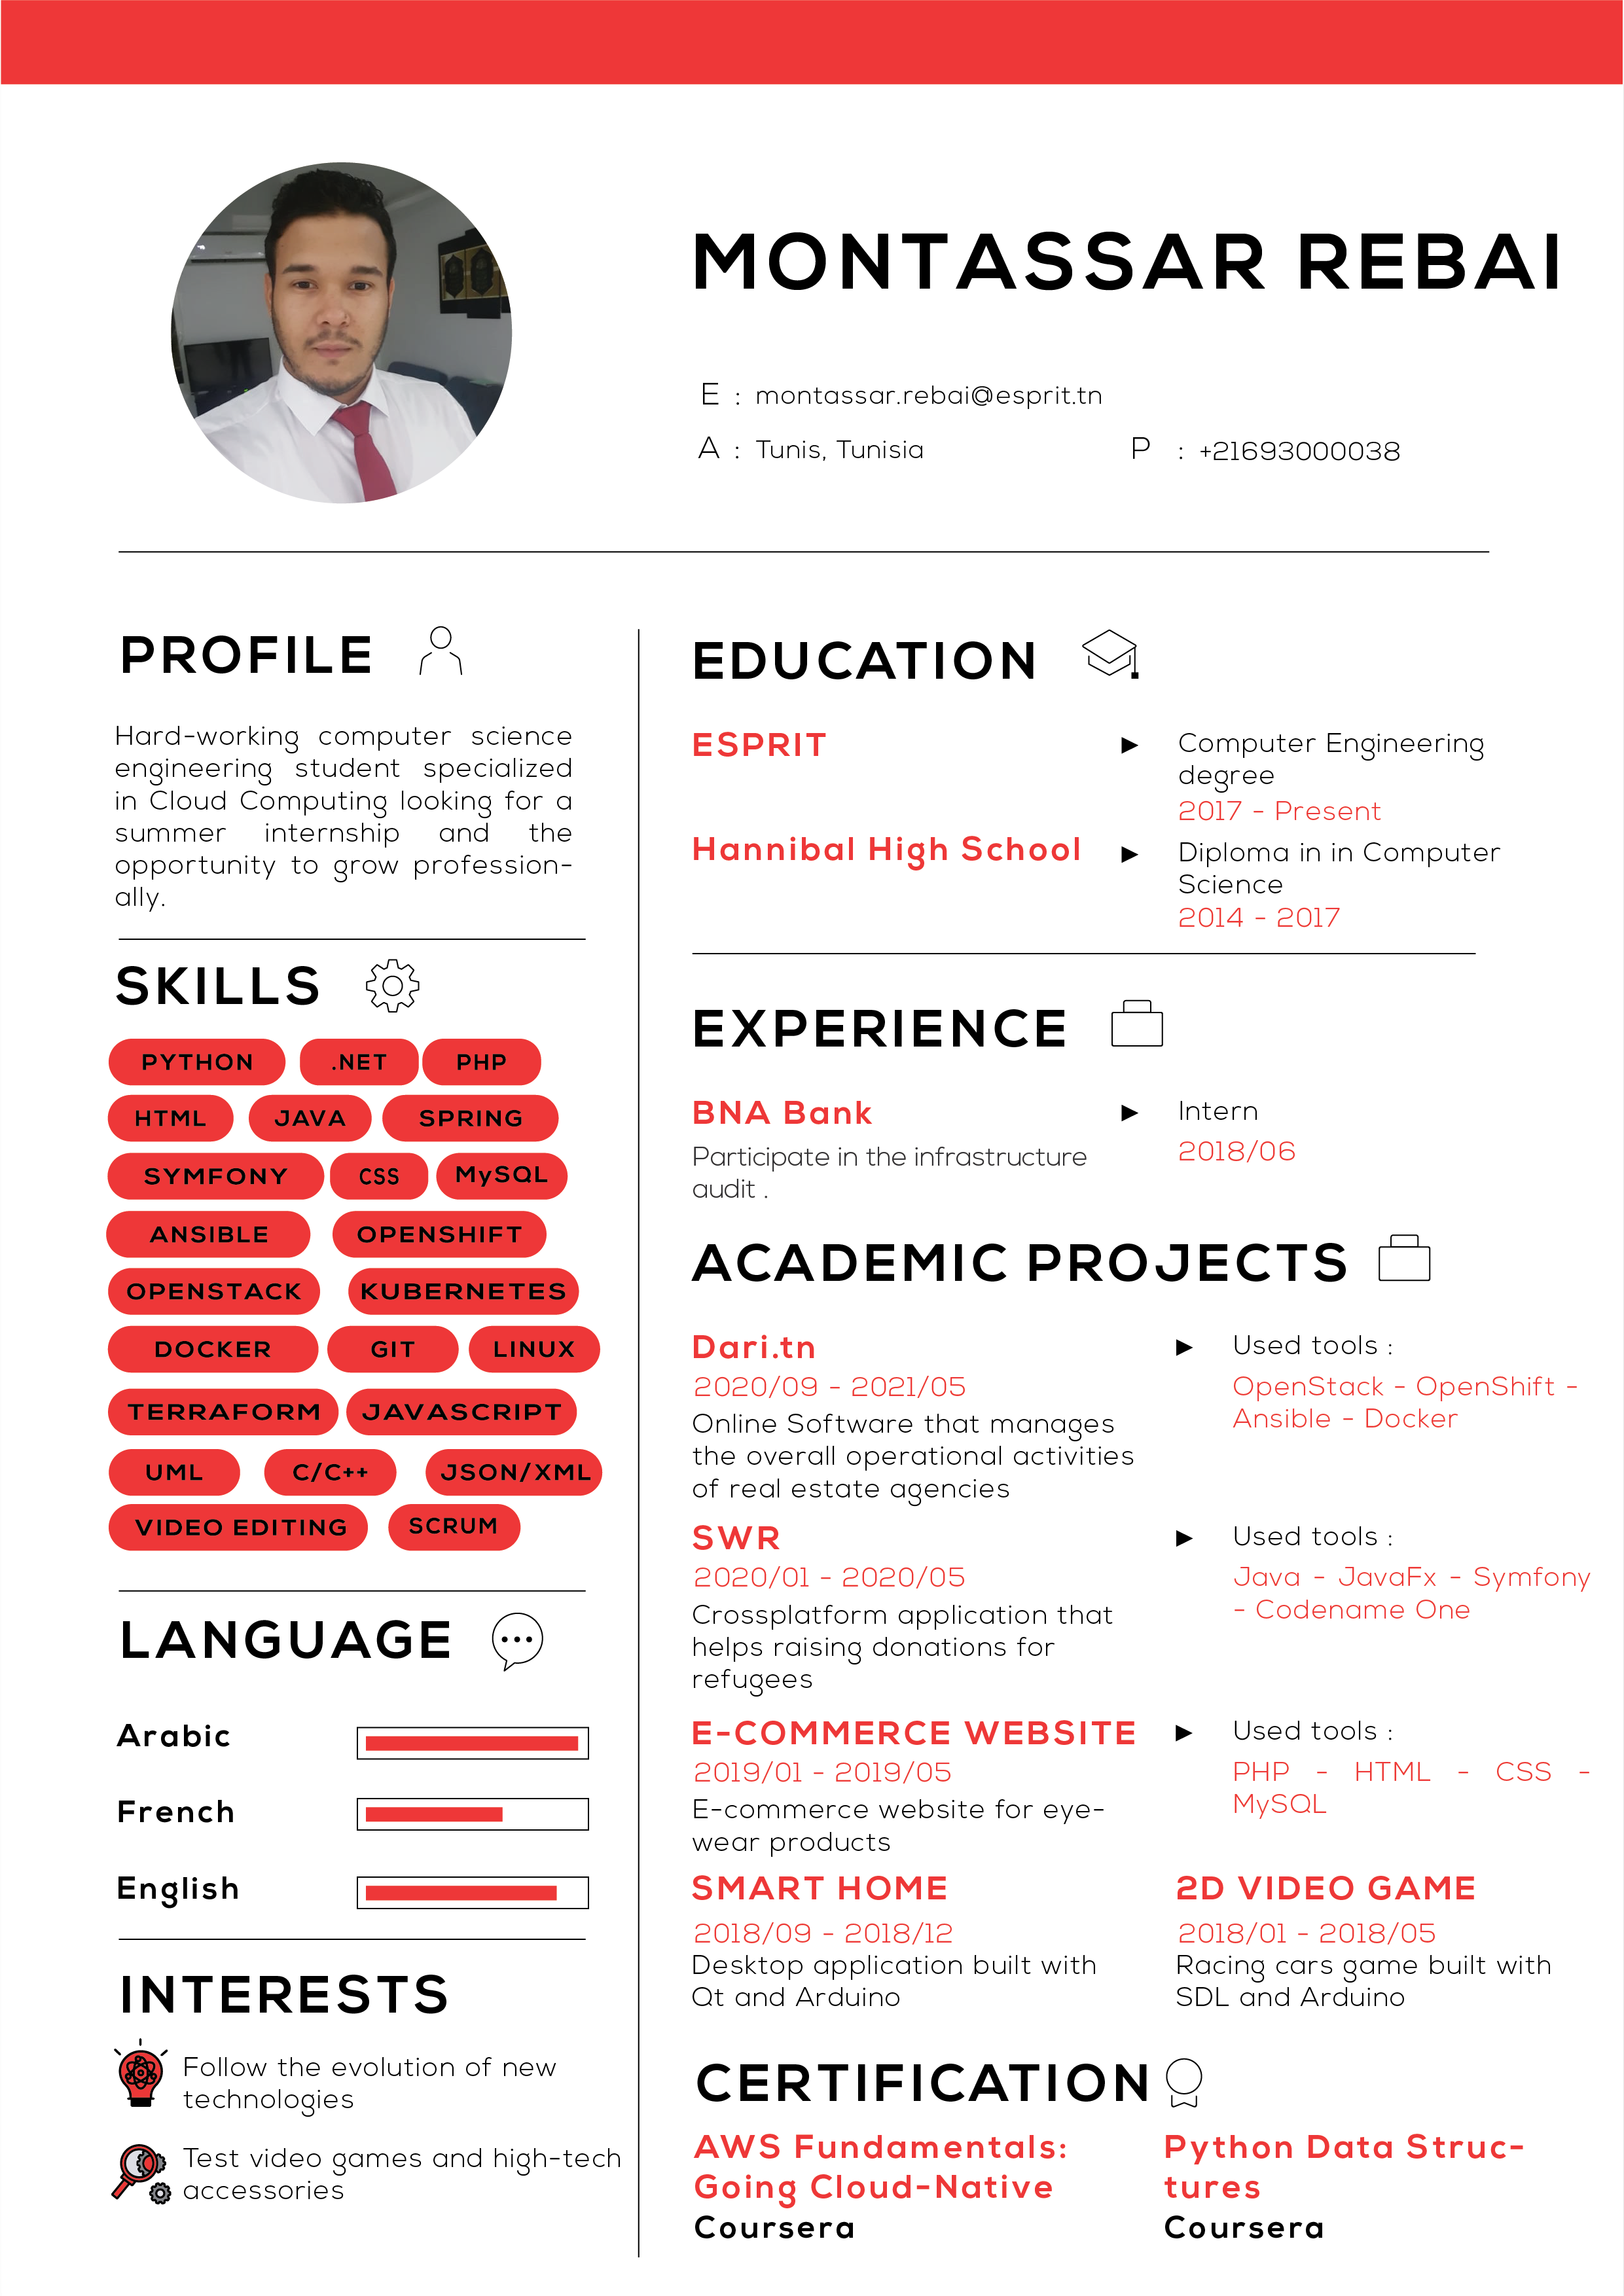 MONTASSAR REBAI
E : montassar.rebai@esprit.tn
A : Tunis, Tunisia
P : +21693000038
PROFILE
Hard-working computer science
engineering student specialized
in Cloud Computing looking for a
summer internship and the
opportunity to grow profession-
ally.
SKILLS
PYTHON .NET PHP
HTML JAVA SPRING
SYMFONY CSS MySQL
ANSIBLE OPENSHIFT
OPENSTACK KUBERNETES
DOCKER GIT LINUX
TERRAFORM JAVASCRIPT
UML C/C++ JSON/XML
VIDEO EDITING SCRUM
LANGUAGE
Arabic
French
English
INTERESTS
Follow the evolution of new
technologies
Test video games and high-tech
accessories
EDUCATION
ESPRIT
► Computer Engineering
degree
2017 - Present
Hannibal High School
► Diploma in in Computer
Science
2014 - 2017
EXPERIENCE
BNA Bank
Participate in the infrastructure
audit .
► Intern
2018/06
ACADEMIC PROJECTS
Dari.tn
2020/09 - 2021/05
Online Software that manages
the overall operational activities
of real estate agencies
► Used tools :
OpenStack - OpenShift -
Ansible - Docker
SWR
2020/01 - 2020/05
Crossplatform application that
helps raising donations for
refugees
► Used tools :
Java - JavaFx - Symfony
- Codename One
E-COMMERCE WEBSITE
2019/01 - 2019/05
E-commerce website for eye-
wear products
► Used tools :
PHP - HTML - CSS -
MySQL
SMART HOME
2018/09 - 2018/12
Desktop application built with
Qt and Arduino
2D VIDEO GAME
2018/01 - 2018/05
Racing cars game built with
SDL and Arduino
CERTIFICATION
AWS Fundamentals:
Going Cloud-Native
Coursera
Python Data Struc-
tures
Coursera